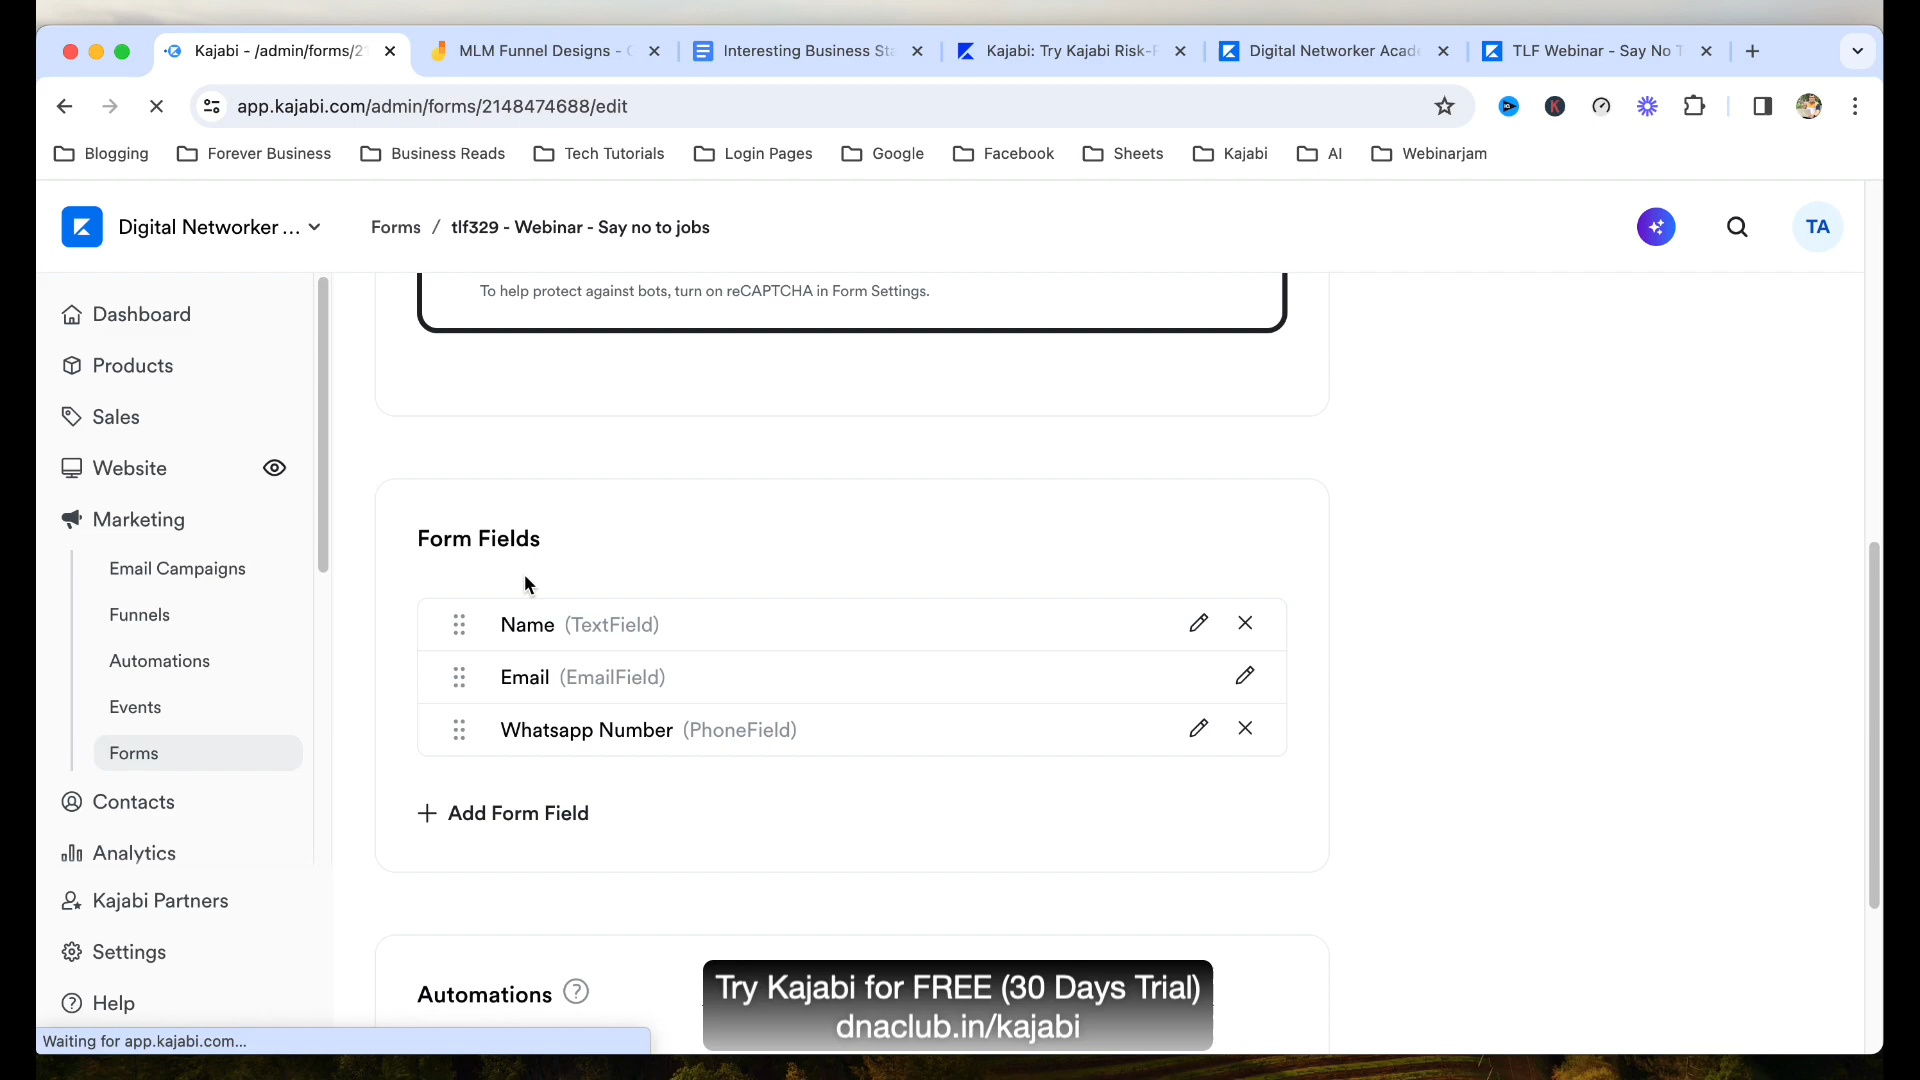 Kajabi - /admin/forms/21
MLM Funnel Designs -
Interesting Business Sta
Kajabi: Try Kajabi Risk-F
Digital Networker Acade
TLF Webinar - Say No T
app.kajabi.com/admin/forms/2148474688/edit
Blogging
Forever Business
Business Reads
Tech Tutorials
Login Pages
Google
Facebook
Sheets
Kajabi
AI
Webinarjam
Digital Networker ...
Forms / tlf329 - Webinar - Say no to jobs
TA
Dashboard
Products
Sales
Website
Marketing
Email Campaigns
Funnels
Automations
Events
Forms
Contacts
Analytics
Kajabi Partners
Settings
Help
To help protect against bots, turn on reCAPTCHA in Form Settings.
Form Fields
Name (TextField)
Email (EmailField)
Whatsapp Number (PhoneField)
+ Add Form Field
Automations ?
Try Kajabi for FREE (30 Days Trial)
dnaclub.in/kajabi
Waiting for app.kajabi.com...